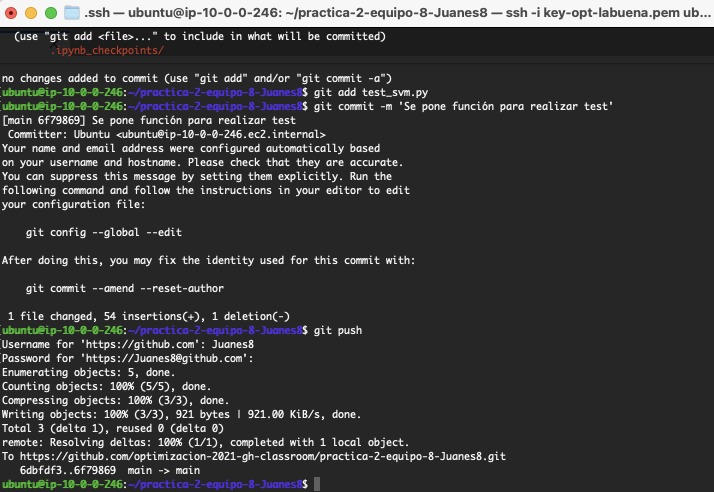 .ssh — ubuntu@ip-10-0-0-246: ~/practica-2-equipo-8-Juanes8 — ssh -i key-opt-labuena.pem ub...
(use "git add <file>..." to include in what will be committed)
.ipynb_checkpoints/
no changes added to commit (use "git add" and/or "git commit -a")
ubuntu@ip-10-0-0-246:~/practica-2-equipo-8-Juanes8$ git add test_svm.py
ubuntu@ip-10-0-0-246:~/practica-2-equipo-8-Juanes8$ git commit -m 'Se pone función para realizar test'
[main 6f79869] Se pone función para realizar test
Committer: Ubuntu <ubuntu@ip-10-0-0-246.ec2.internal>
Your name and email address were configured automatically based
on your username and hostname. Please check that they are accurate.
You can suppress this message by setting them explicitly. Run the
following command and follow the instructions in your editor to edit
your configuration file:
git config --global --edit
After doing this, you may fix the identity used for this commit with:
git commit --amend --reset-author
1 file changed, 54 insertions(+), 1 deletion(-)
ubuntu@ip-10-0-0-246:~/practica-2-equipo-8-Juanes8$ git push
Username for 'https://github.com': Juanes8
Password for 'https://Juanes8@github.com':
Enumerating objects: 5, done.
Counting objects: 100% (5/5), done.
Compressing objects: 100% (3/3), done.
Writing objects: 100% (3/3), 921 bytes | 921.00 KiB/s, done.
Total 3 (delta 1), reused 0 (delta 0)
remote: Resolving deltas: 100% (1/1), completed with 1 local object.
To https://github.com/optimizacion-2021-gh-classroom/practica-2-equipo-8-Juanes8.git
6dbfdf3..6f79869 main -> main
ubuntu@ip-10-0-0-246:~/practica-2-equipo-8-Juanes8$